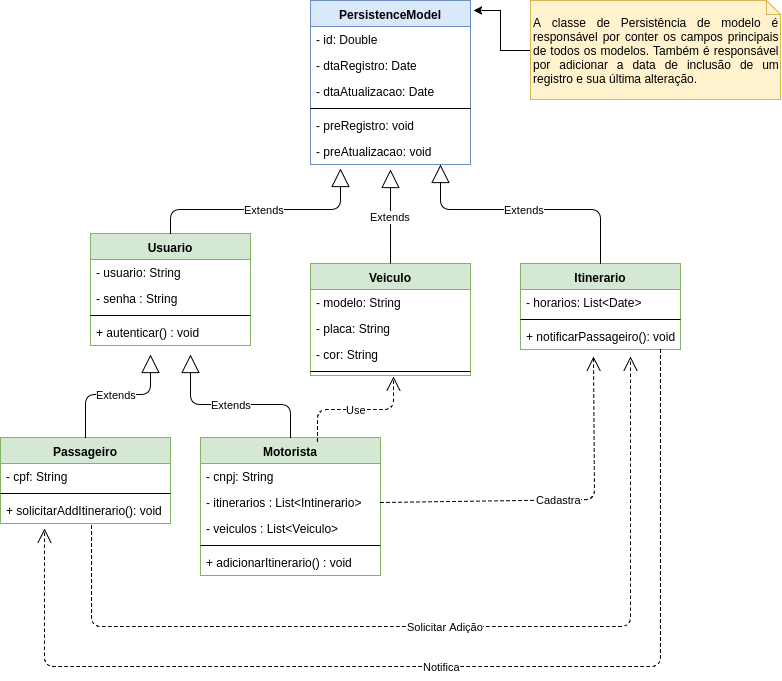 PersistenceModel
- id: Double
- dtaRegistro: Date
- dtaAtualizacao: Date
- preRegistro: void
- preAtualizacao: void
A classe de Persistência de modelo é
responsável por conter os campos principais
de todos os modelos. Também é responsável
por adicionar a data de inclusão de um
registro e sua última alteração.
Extends
Extends
Extends
Usuario
- usuario: String
- senha : String
+ autenticar() : void
Veiculo
- modelo: String
- placa: String
- cor: String
Itinerario
- horarios: List<Date>
+ notificarPassageiro(): void
Extends
Extends
Use
Passageiro
- cpf: String
+ solicitarAddItinerario(): void
Motorista
- cnpj: String
- itinerarios : List<Intinerario>
- veiculos : List<Veiculo>
+ adicionarItinerario() : void
Cadastra
Solicitar Adição
Notifica